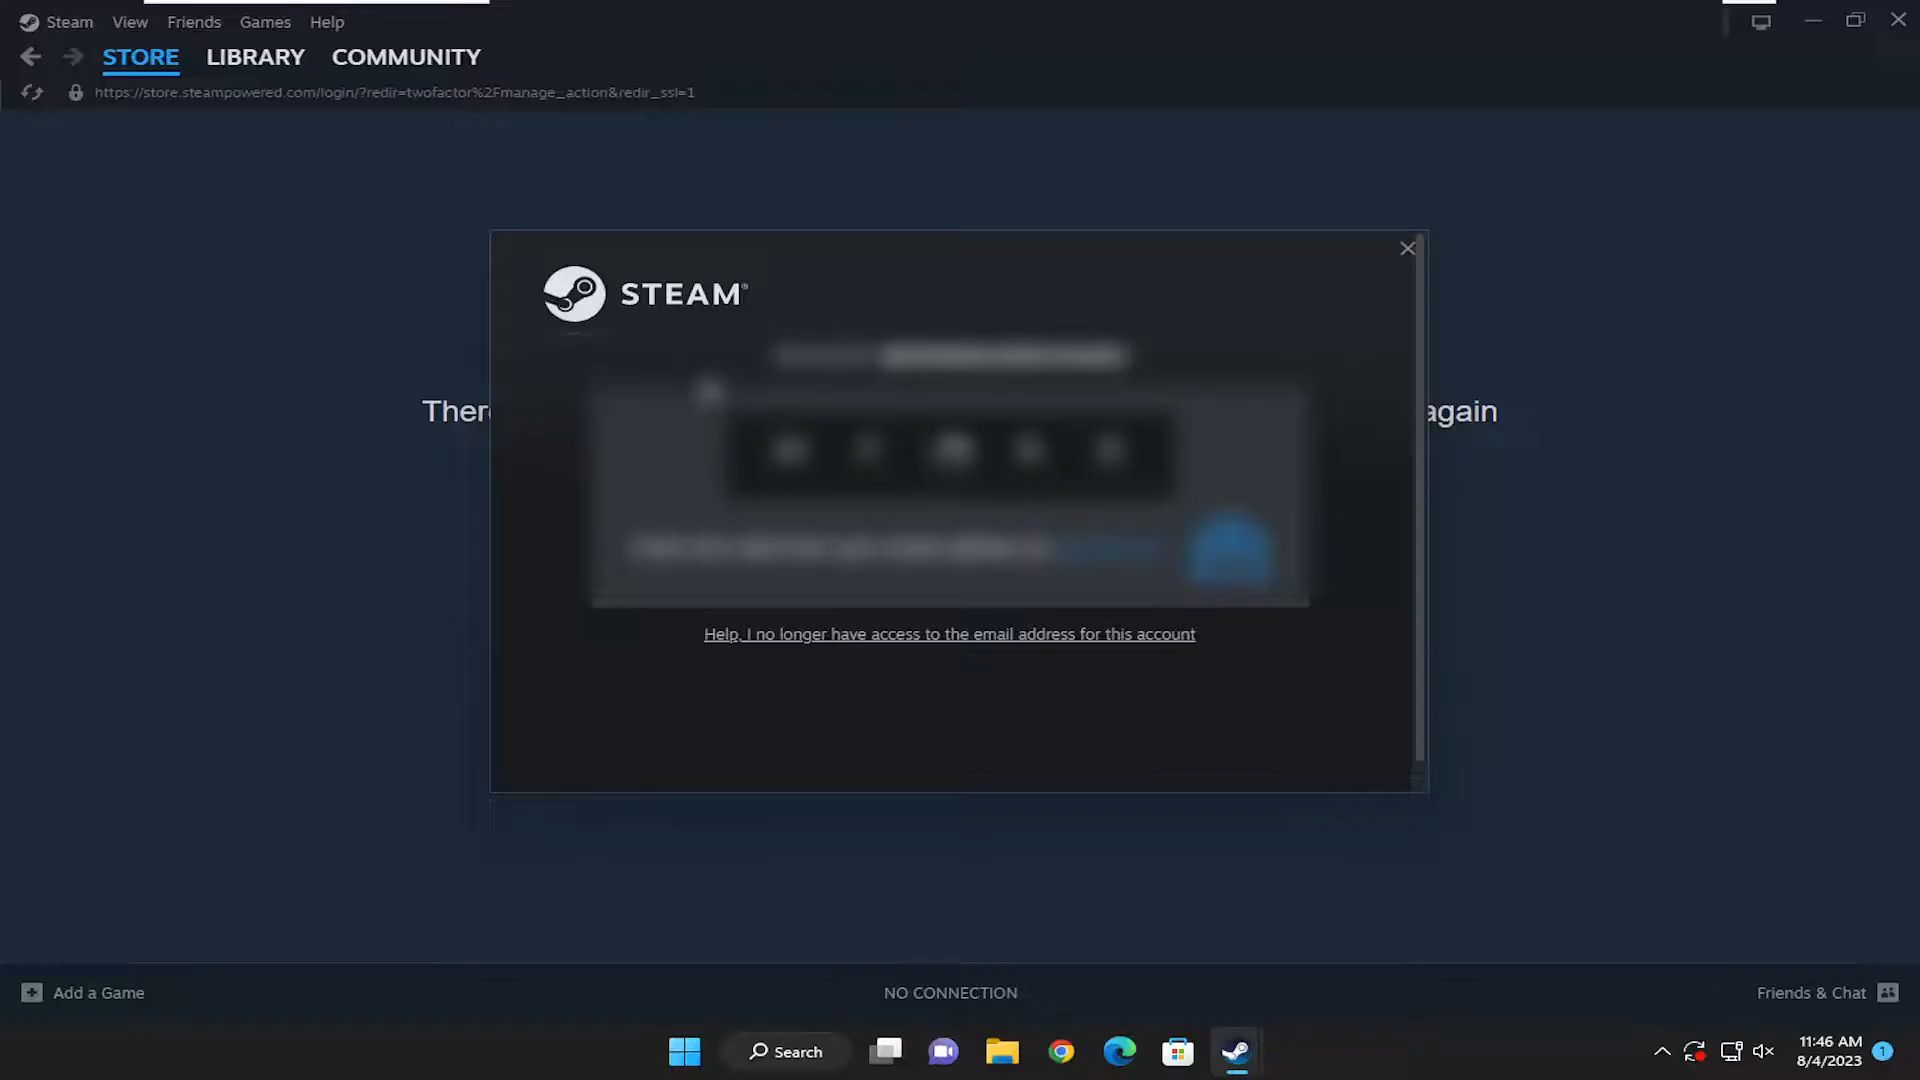 Steam View Friends Games Help
STORE LIBRARY COMMUNITY
https://store.steampowered.com/login/?redir=twofactor%2Fmanage_action&redir_ssl=1
STEAM®
Ther
again
Help, I no longer have access to the email address for this account
Add a Game
NO CONNECTION
Friends & Chat
Search
11:46 AM
8/4/2023
1